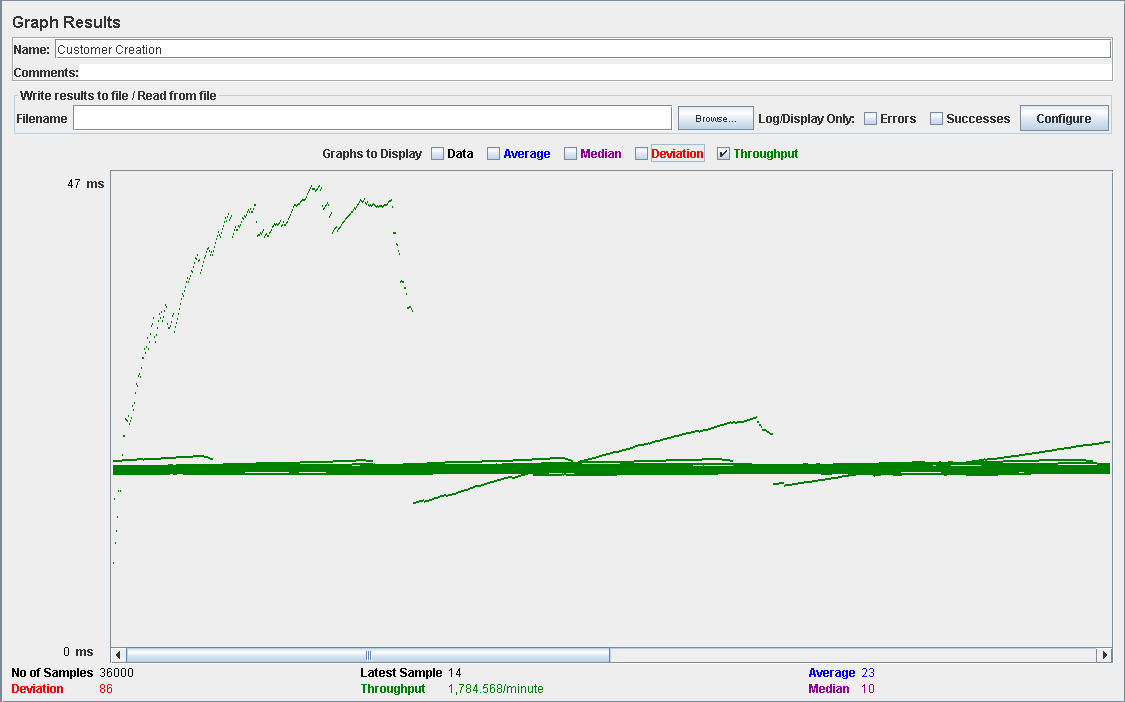 Graph Results
Name: Customer Creation
Comments:
Write results to file / Read from file
Filename Browse... Log/Display Only: Errors Successes Configure
Graphs to Display Data Average Median Deviation Throughput
47 ms
0 ms
No of Samples 36000 Latest Sample 14 Average 23
Deviation 86 Throughput 1,784.568/minute Median 10